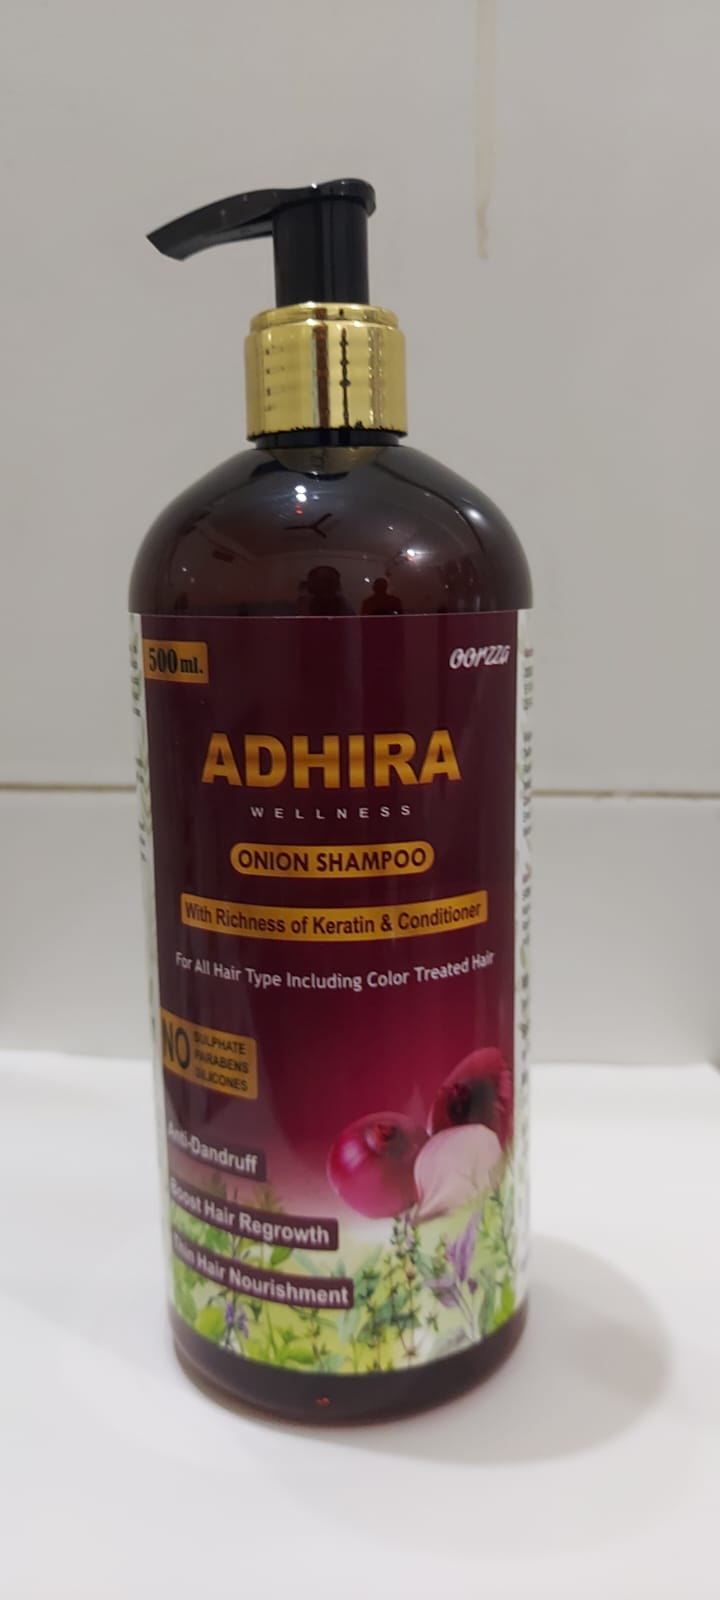 500 ml.
oorzza
ADHIRA
WELLNESS
ONION SHAMPOO
With Richness of Keratin & Conditioner
For All Hair Type Including Color Treated Hair
NO
SULPHATE
PARABENS
SILICONES
Anti-Dandruff
Boost Hair Regrowth
Hair Nourishment